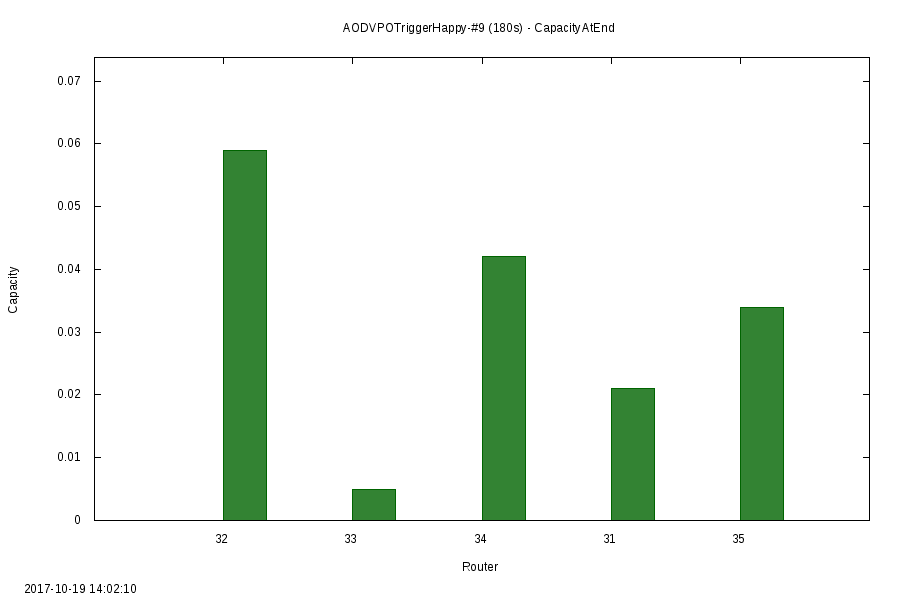 AODVPOTriggerHappy-#9 (180s) - CapacityAtEnd
0.07
0.06
0.05
0.04
0.03
0.02
0.01
0
Capacity
32 33 34 31 35
Router
2017-10-19 14:02:10